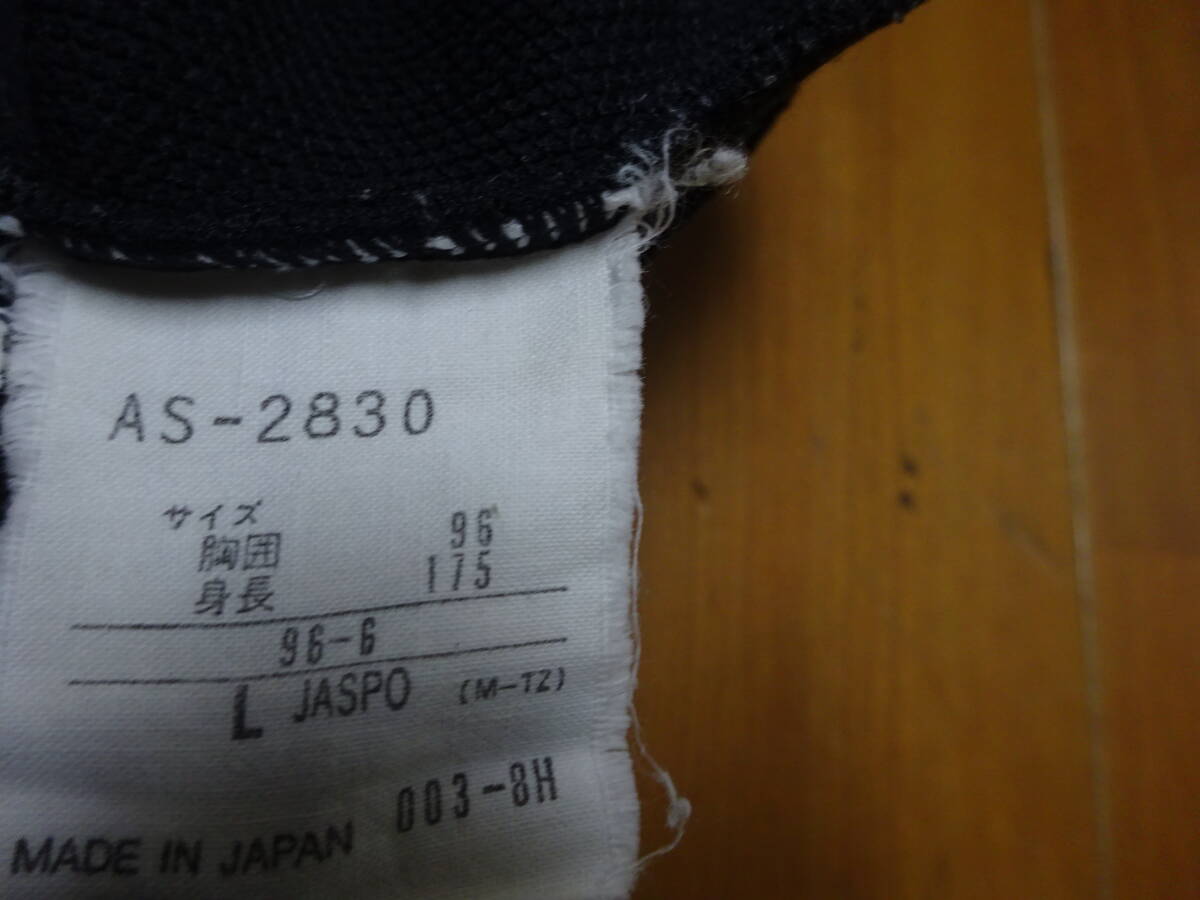 AS-2830
サイズ
胸囲 96
身長 175
96-6
L JASPO (M-TZ)
003-8H
MADE IN JAPAN